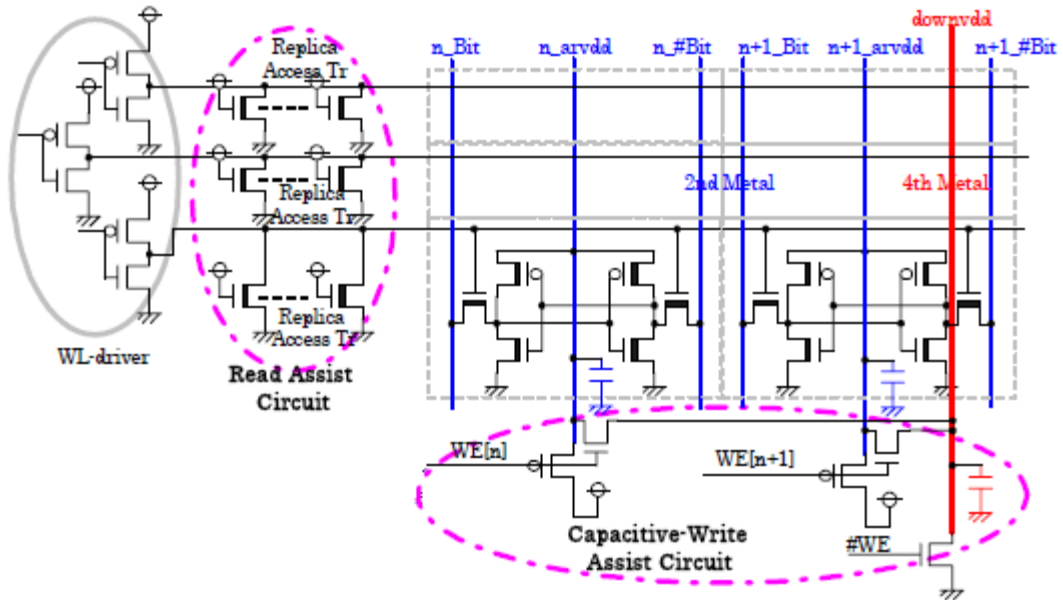 downvdd
n_Bit n_arvdd n_#Bit n+1_Bit n+1_arvdd n+1_#Bit
Replica
Access Tr
2nd Metal 4th Metal
Replica
Access Tr
Replica
Access Tr
WL-driver
Read Assist
Circuit
WE[n]
WE[n+1]
Capacitive-Write
Assist Circuit
#WE